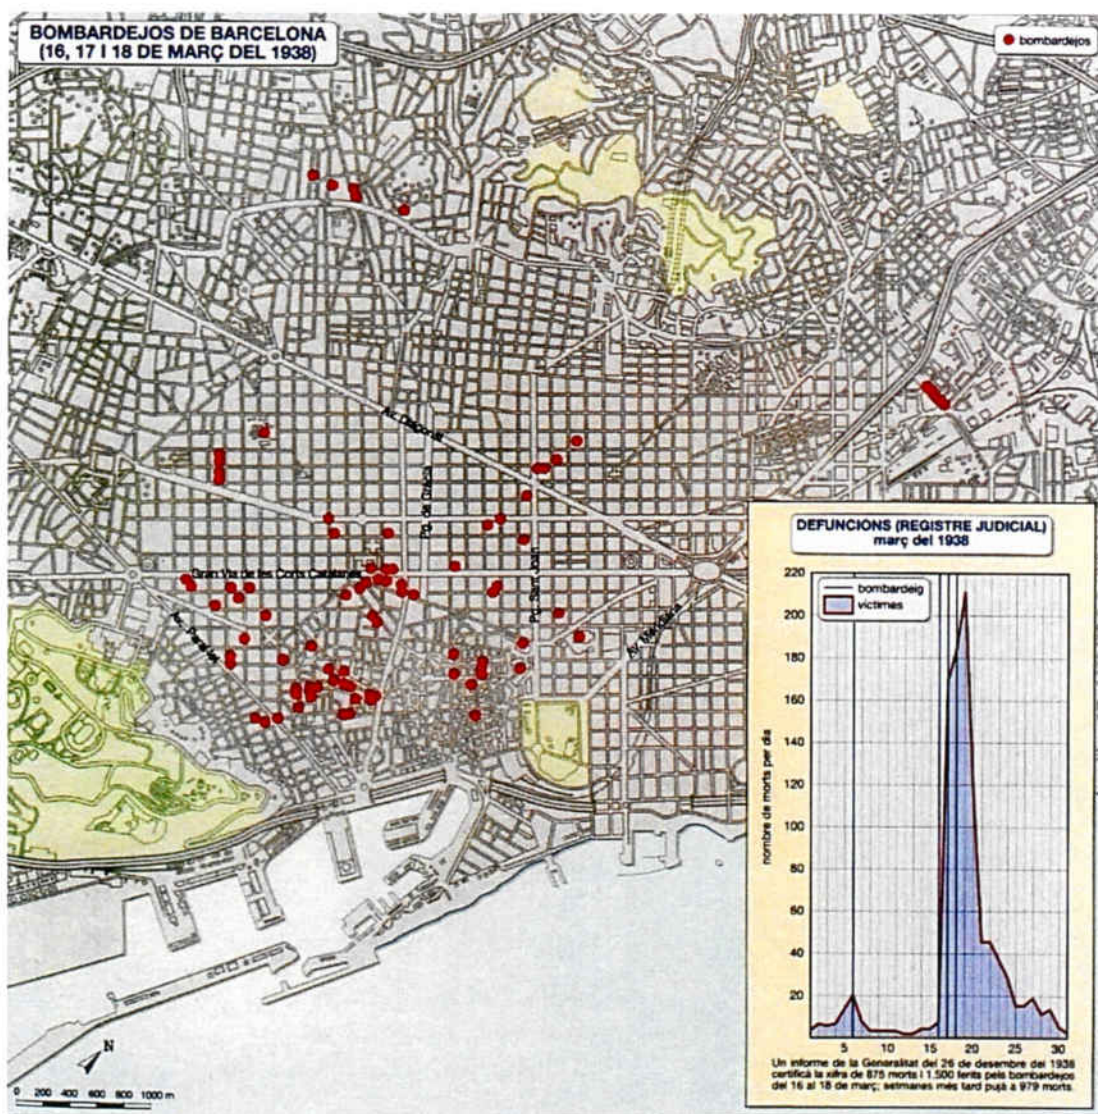 BOMBARDEJOS DE BARCELONA
(16, 17 I 18 DE MARÇ DEL 1938)
bombardejos
Av. Diagonal
Pg. de Gràcia
Gran Via de les Corts Catalanes
Pg. Sant Joan
Av. Paral·lel
Av. Meridiana
N
0 200 400 600 800 1000 m
DEFUNCIONS (REGISTRE JUDICIAL)
març del 1938
bombardeig
víctimes
nombre de morts per dia
220
200
180
160
140
120
100
80
60
40
20
5 10 15 20 25 30
Un informe de la Generalitat del 26 de desembre del 1938
certificà la xifra de 875 morts i 1.500 ferits pels bombardejos
del 16 al 18 de març; setmanes més tard pujà a 979 morts.